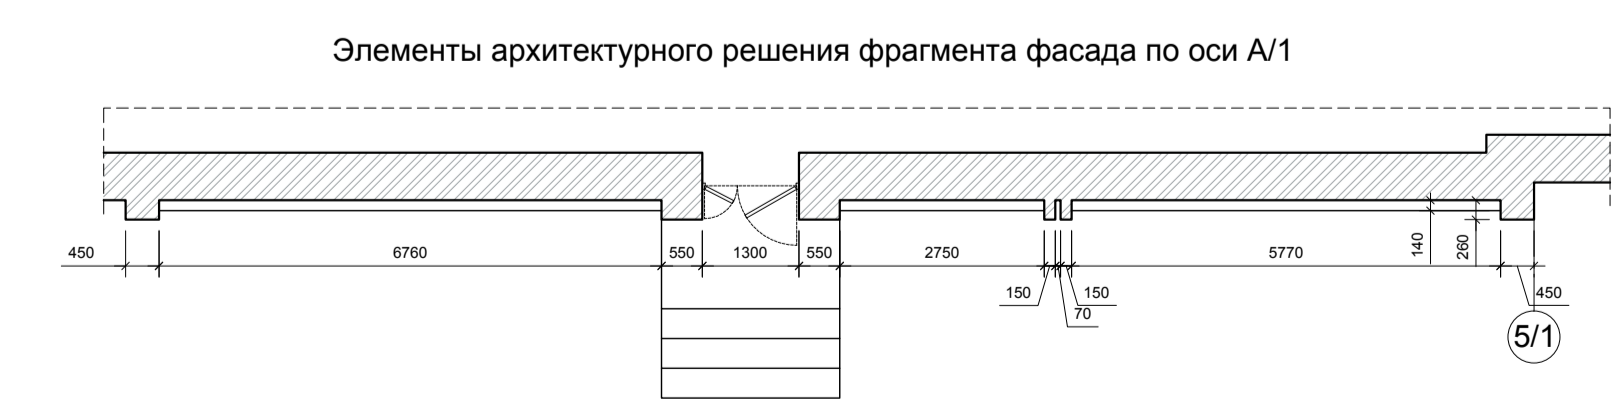 Элементы архитектурного решения фрагмента фасада по оси А/1
450 6760 550 1300 550 2750 5770 140 260
150 150 450
70
5/1